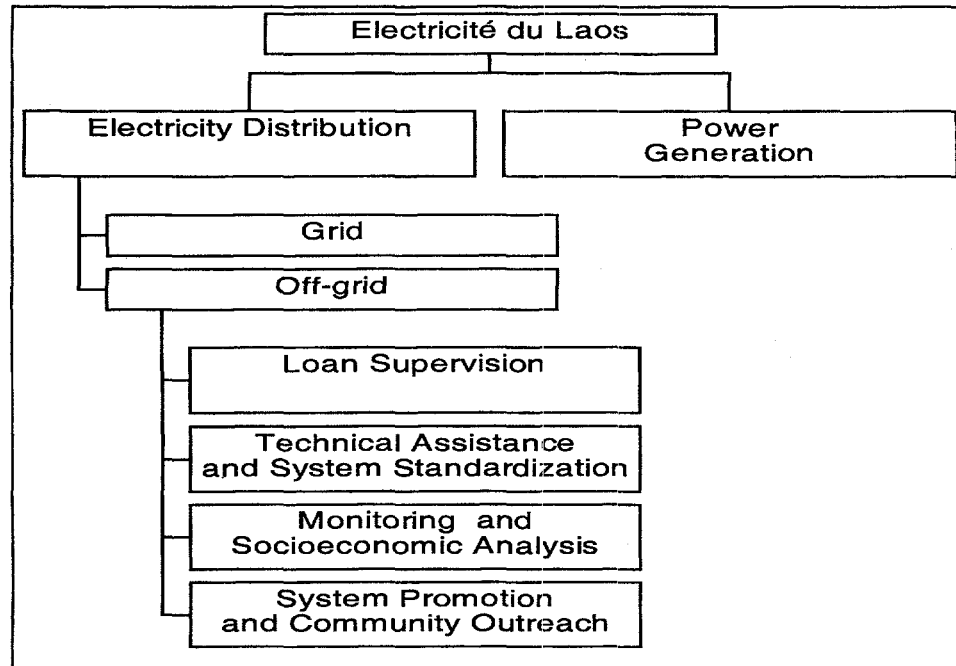 Electricité du Laos
Electricity Distribution
Power
Generation
Grid
Off-grid
Loan Supervision
Technical Assistance
and System Standardization
Monitoring and
Socioeconomic Analysis
System Promotion
and Community Outreach